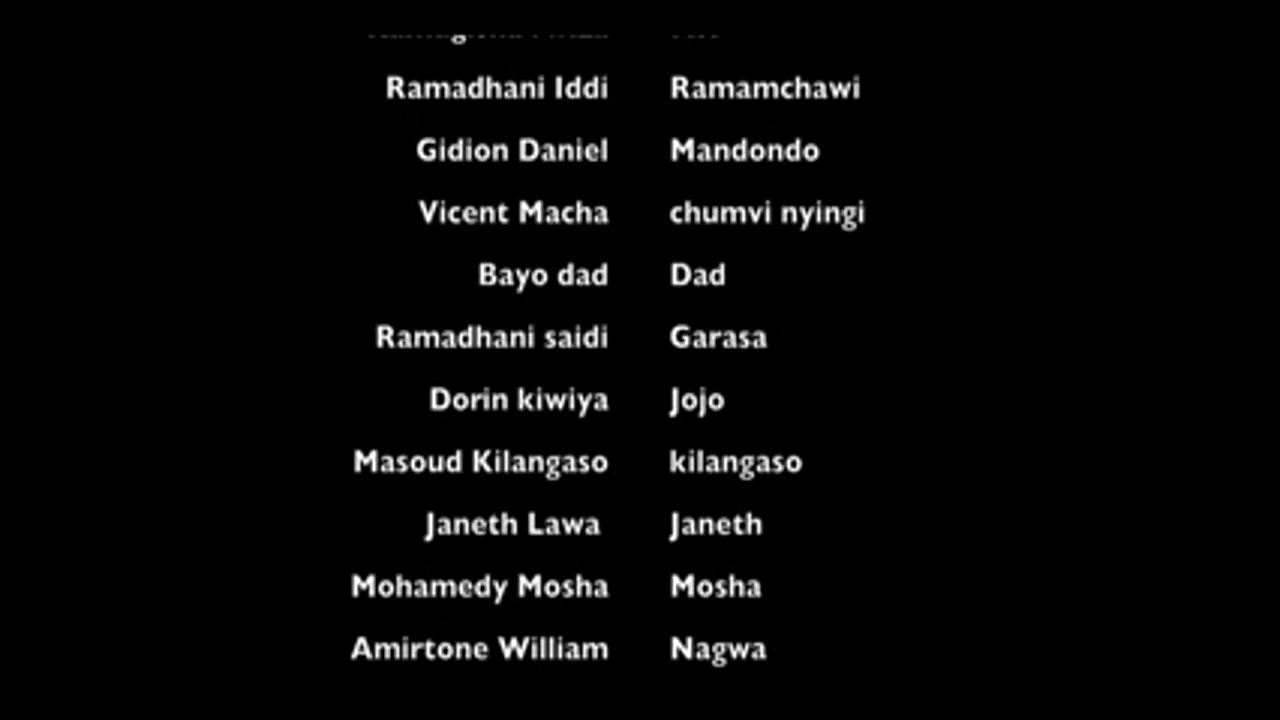 Ramadhani Iddi Ramamchawi
Gidion Daniel Mandondo
Vicent Macha chumvi nyingi
Bayo dad Dad
Ramadhani saidi Garasa
Dorin kiwiya Jojo
Masoud Kilangaso kilangaso
Janeth Lawa Janeth
Mohamedy Mosha Mosha
Amirtone William Nagwa